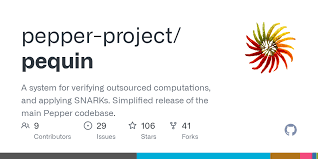 pepper-project/
pequin
A system for verifying outsourced computations,
and applying SNARKs. Simplified release of the
main Pepper codebase.
9 29 106 41
Contributors Issues Stars Forks